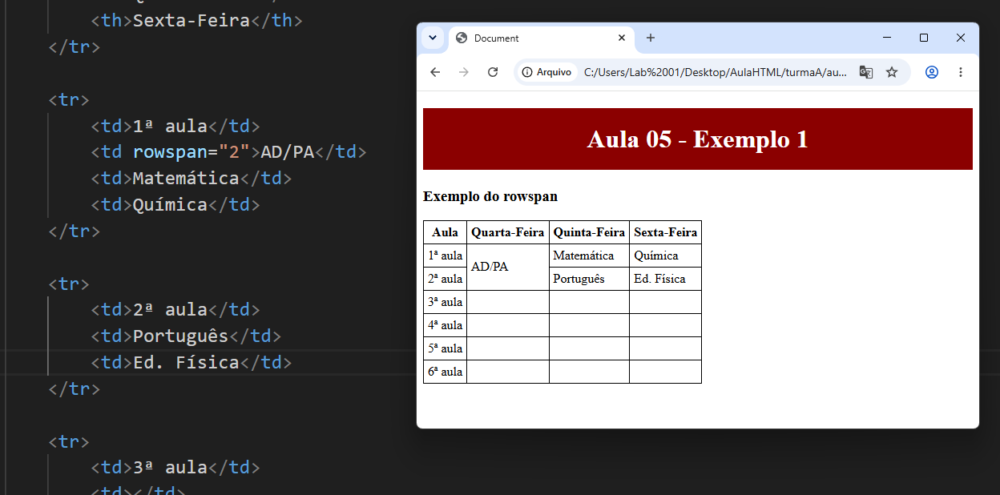 <th>Sexta-Feira</th>
</tr>
<tr>
<td>1ª aula</td>
<td rowspan="2">AD/PA</td>
<td>Matemática</td>
<td>Química</td>
</tr>
<tr>
<td>2ª aula</td>
<td>Português</td>
<td>Ed. Física</td>
</tr>
<tr>
<td>3ª aula</td>
<td></td>
Document
Arquivo C:/Users/Lab%2001/Desktop/AulaHTML/turmaA/au...
Aula 05 - Exemplo 1
Exemplo do rowspan
Aula Quarta-Feira Quinta-Feira Sexta-Feira
1ª aula AD/PA Matemática Química
2ª aula Português Ed. Física
3ª aula
4ª aula
5ª aula
6ª aula